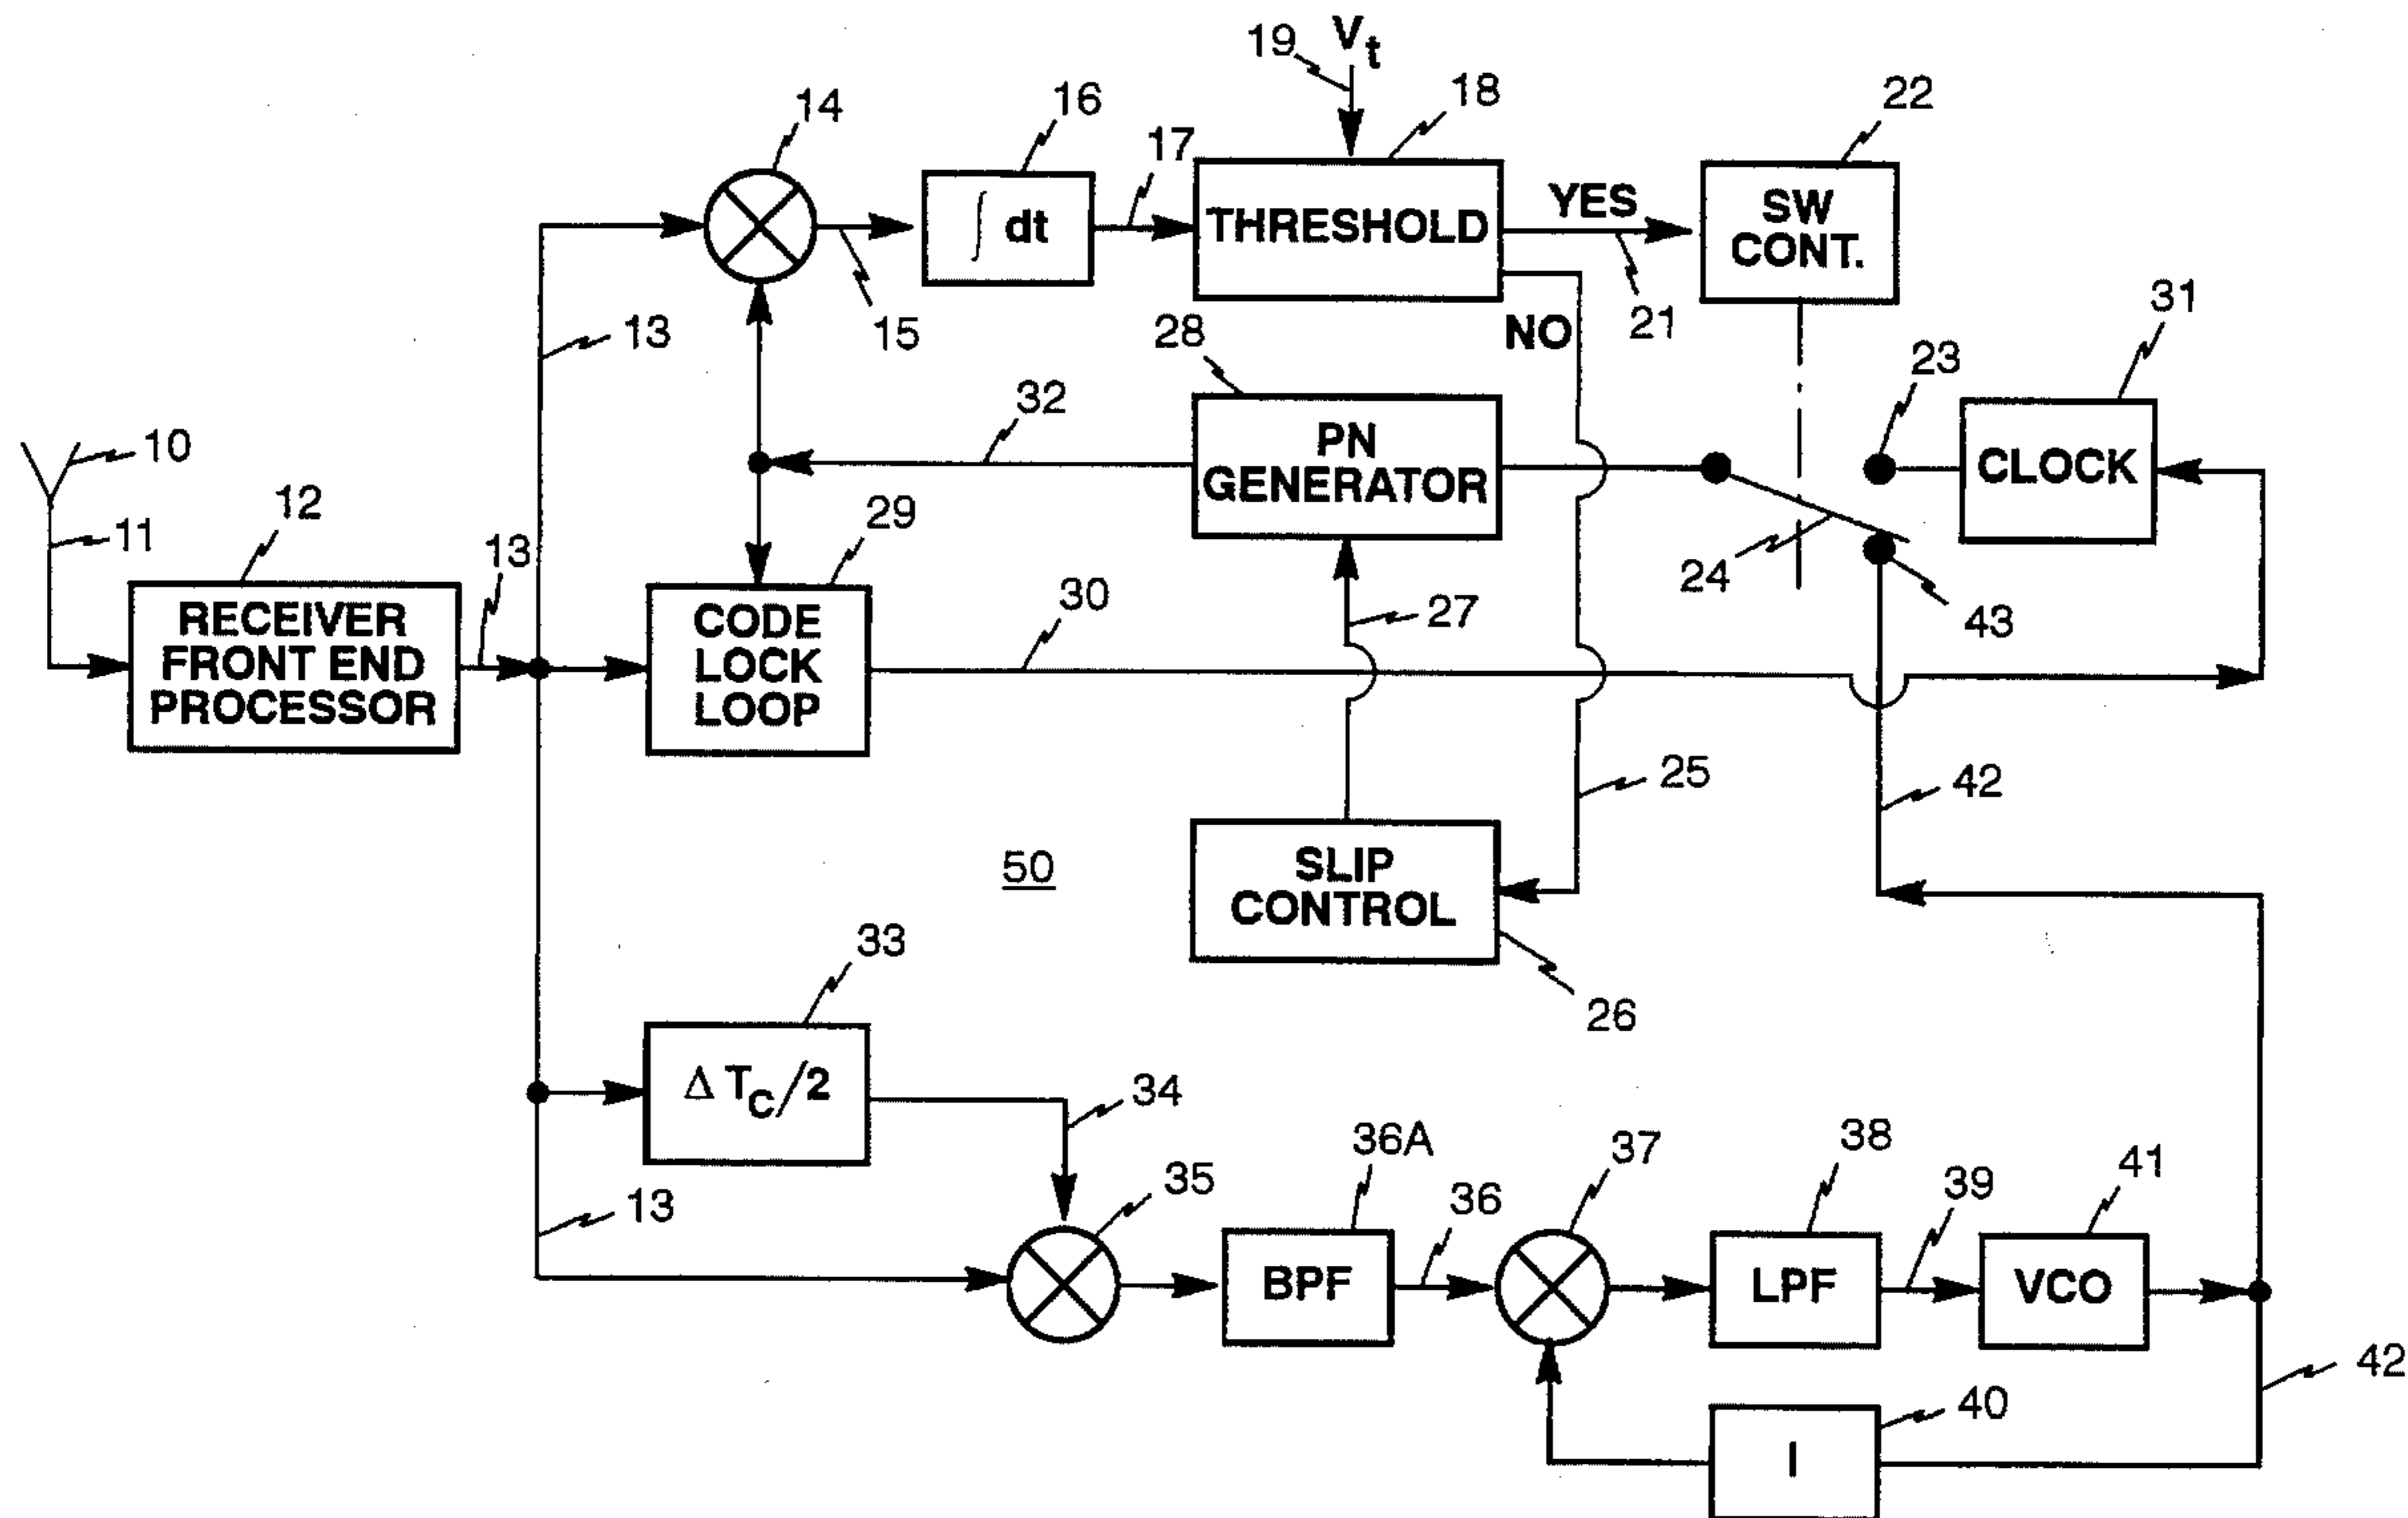 19
Vt
18
22
14
16
17
∫ dt
THRESHOLD
YES
SW
CONT.
21
15
13
28
NO
31
23
32
PN
GENERATOR
CLOCK
10
11
12
13
29
24
43
RECEIVER
FRONT END
PROCESSOR
CODE
LOCK
LOOP
30
27
25
42
50
SLIP
CONTROL
26
33
Δ TC/2
34
35
13
36A
36
37
38
39
41
BPF
LPF
VCO
42
40
I